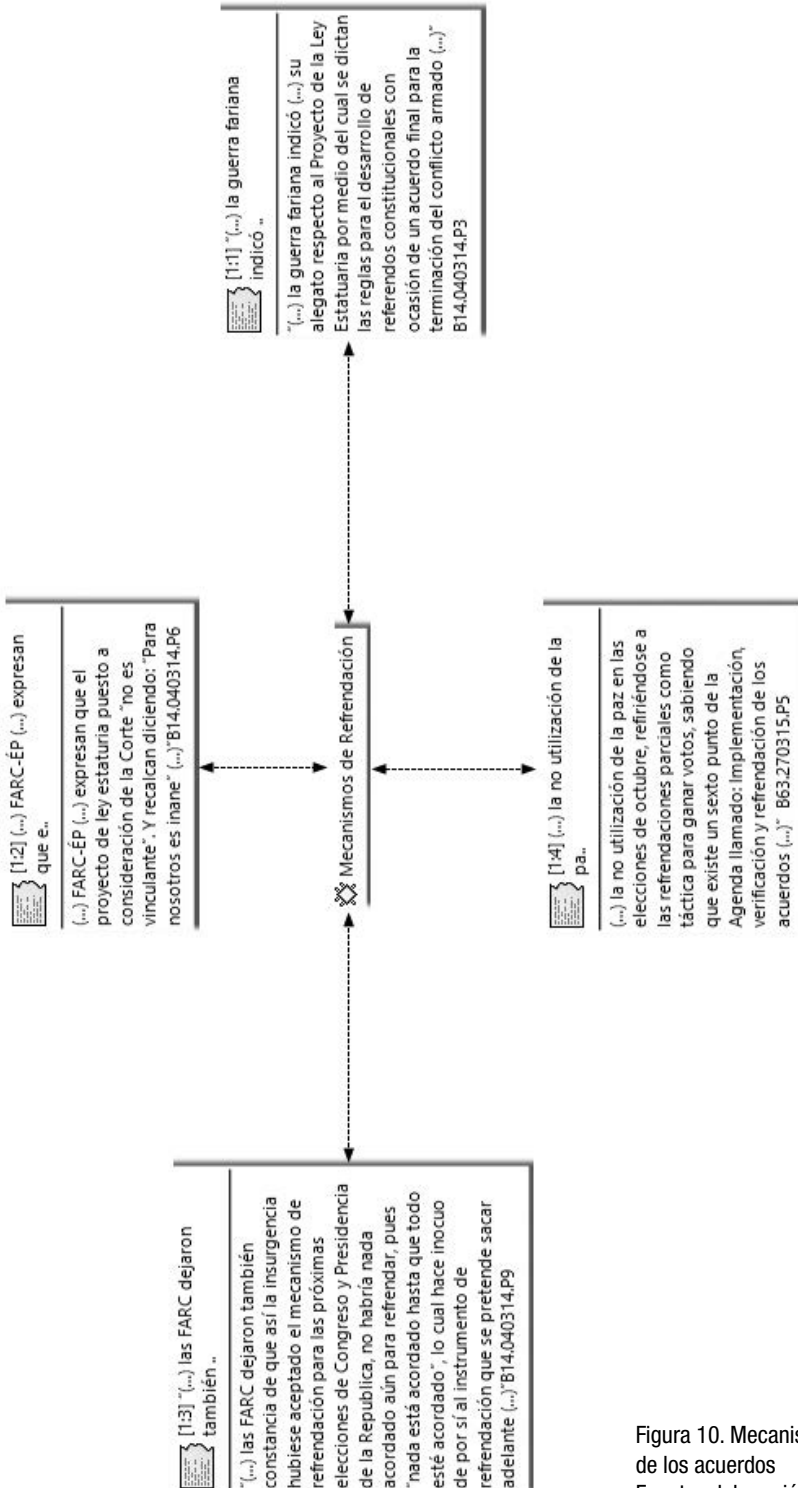 [1:3] "(...) las FARC dejaron
también ..
"(...) las FARC dejaron también
constancia de que así la insurgencia
hubiese aceptado el mecanismo de
refrendación para las próximas
elecciones de Congreso y Presidencia
de la Republica, no habría nada
acordado aún para refrendar, pues
"nada está acordado hasta que todo
esté acordado", lo cual hace inocuo
de por sí al instrumento de
refrendación que se pretende sacar
adelante (...)"B14.040314.P9
[1:2] (...) FARC-ÉP (...) expresan
que e..
(...) FARC-ÉP (...) expresan que el
proyecto de ley estaturia puesto a
consideración de la Corte "no es
vinculante". Y recalcan diciendo: "Para
nosotros es inane" (...)"B14.040314.P6
Mecanismos de Refrendación
[1:4] (...) la no utilización de la
pa..
(...) la no utilización de la paz en las
elecciones de octubre, refiriéndose a
las refrendaciones parciales como
táctica para ganar votos, sabiendo
que existe un sexto punto de la
Agenda llamado: Implementación,
verificación y refrendación de los
acuerdos (...)" B63.270315.P5
[1:1] "(...) la guerra fariana
indicó ..
"(...) la guerra fariana indicó (...) su
alegato respecto al Proyecto de la Ley
Estatuaria por medio del cual se dictan
las reglas para el desarrollo de
referendos constitucionales con
ocasión de un acuerdo final para la
terminación del conflicto armado (...)"
B14.040314.P3
Figura 10. Mecanis
de los acuerdos